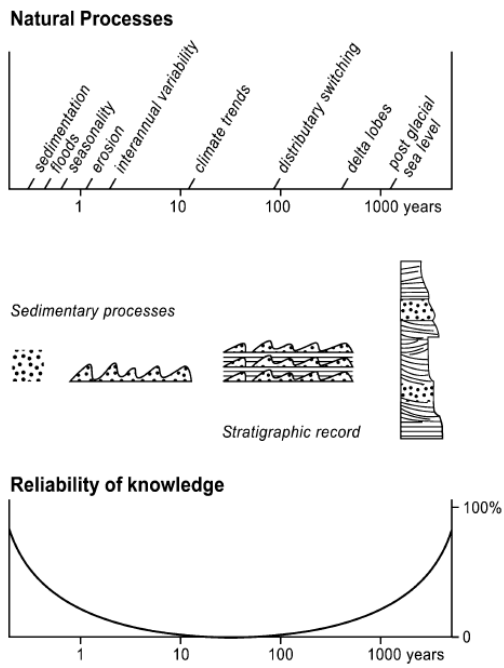 Natural Processes
sedimentation
floods
seasonality
erosion
interannual variability
climate trends
distributary switching
delta lobes
post glacial
sea level
1 10 100 1000 years
Sedimentary processes
Stratigraphic record
Reliability of knowledge
100%
0
1 10 100 1000 years